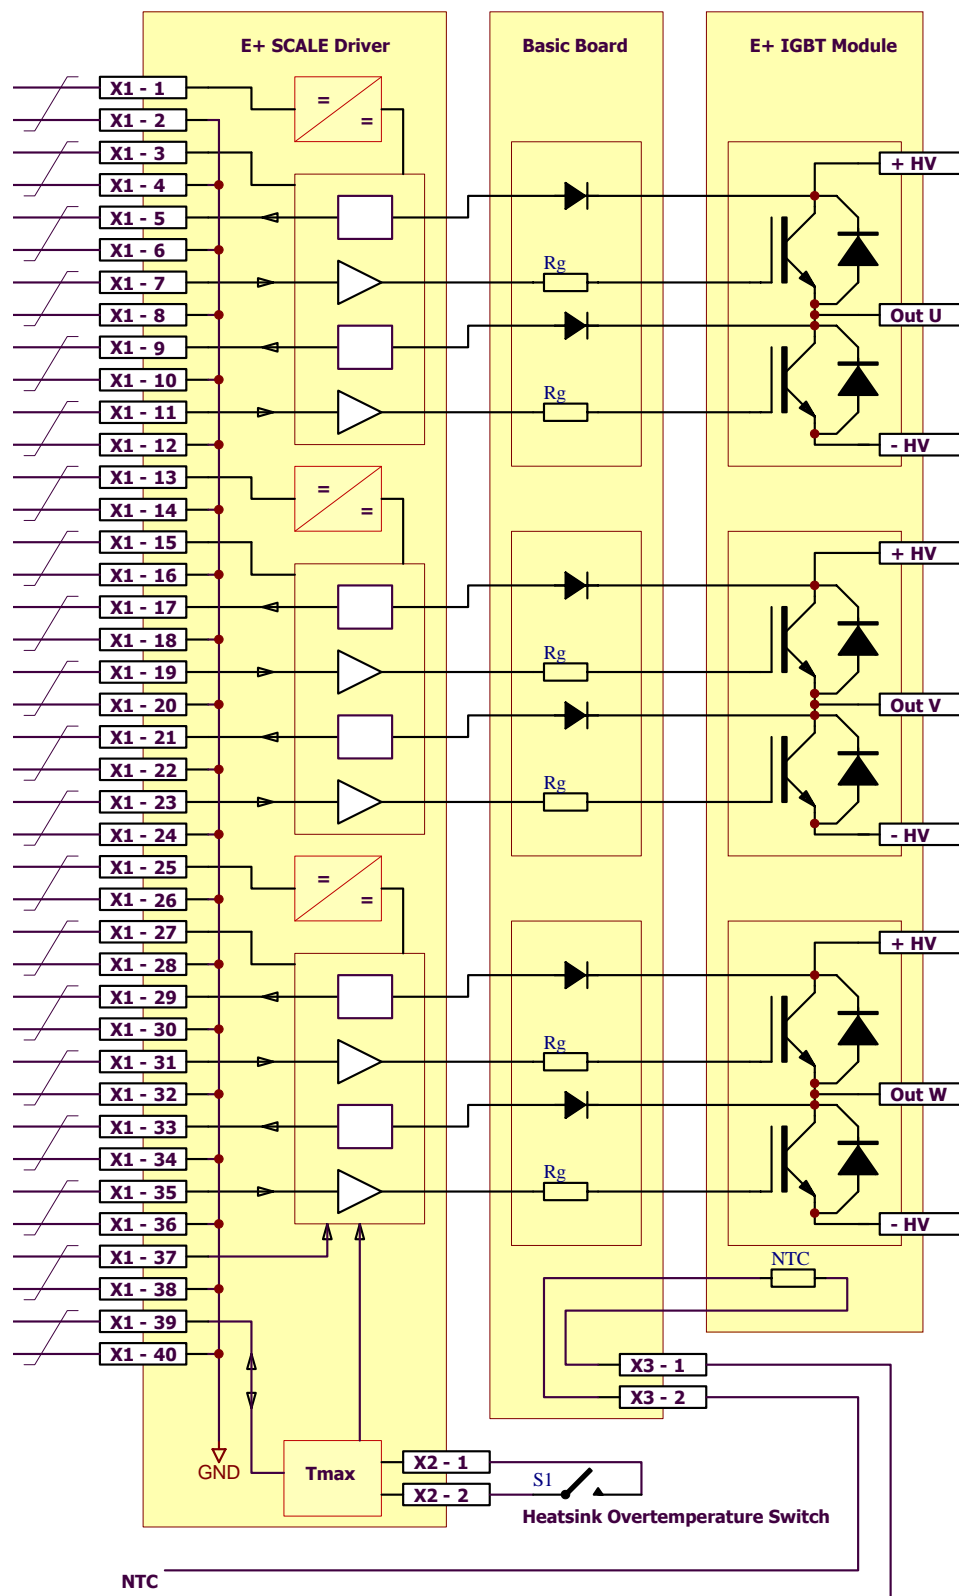 E+ SCALE Driver
Basic Board
E+ IGBT Module
X1 - 1
=
=
X1 - 2
X1 - 3
+ HV
X1 - 4
X1 - 5
X1 - 6
Rg
X1 - 7
X1 - 8
Out U
X1 - 9
X1 - 10
Rg
X1 - 11
X1 - 12
- HV
X1 - 13
=
=
X1 - 14
X1 - 15
+ HV
X1 - 16
X1 - 17
X1 - 18
Rg
X1 - 19
X1 - 20
Out V
X1 - 21
X1 - 22
Rg
X1 - 23
X1 - 24
- HV
X1 - 25
=
=
X1 - 26
X1 - 27
+ HV
X1 - 28
X1 - 29
X1 - 30
Rg
X1 - 31
X1 - 32
Out W
X1 - 33
X1 - 34
Rg
X1 - 35
X1 - 36
- HV
X1 - 37
NTC
X1 - 38
X1 - 39
X1 - 40
X3 - 1
X3 - 2
GND
Tmax
X2 - 1
S1
X2 - 2
Heatsink Overtemperature Switch
NTC